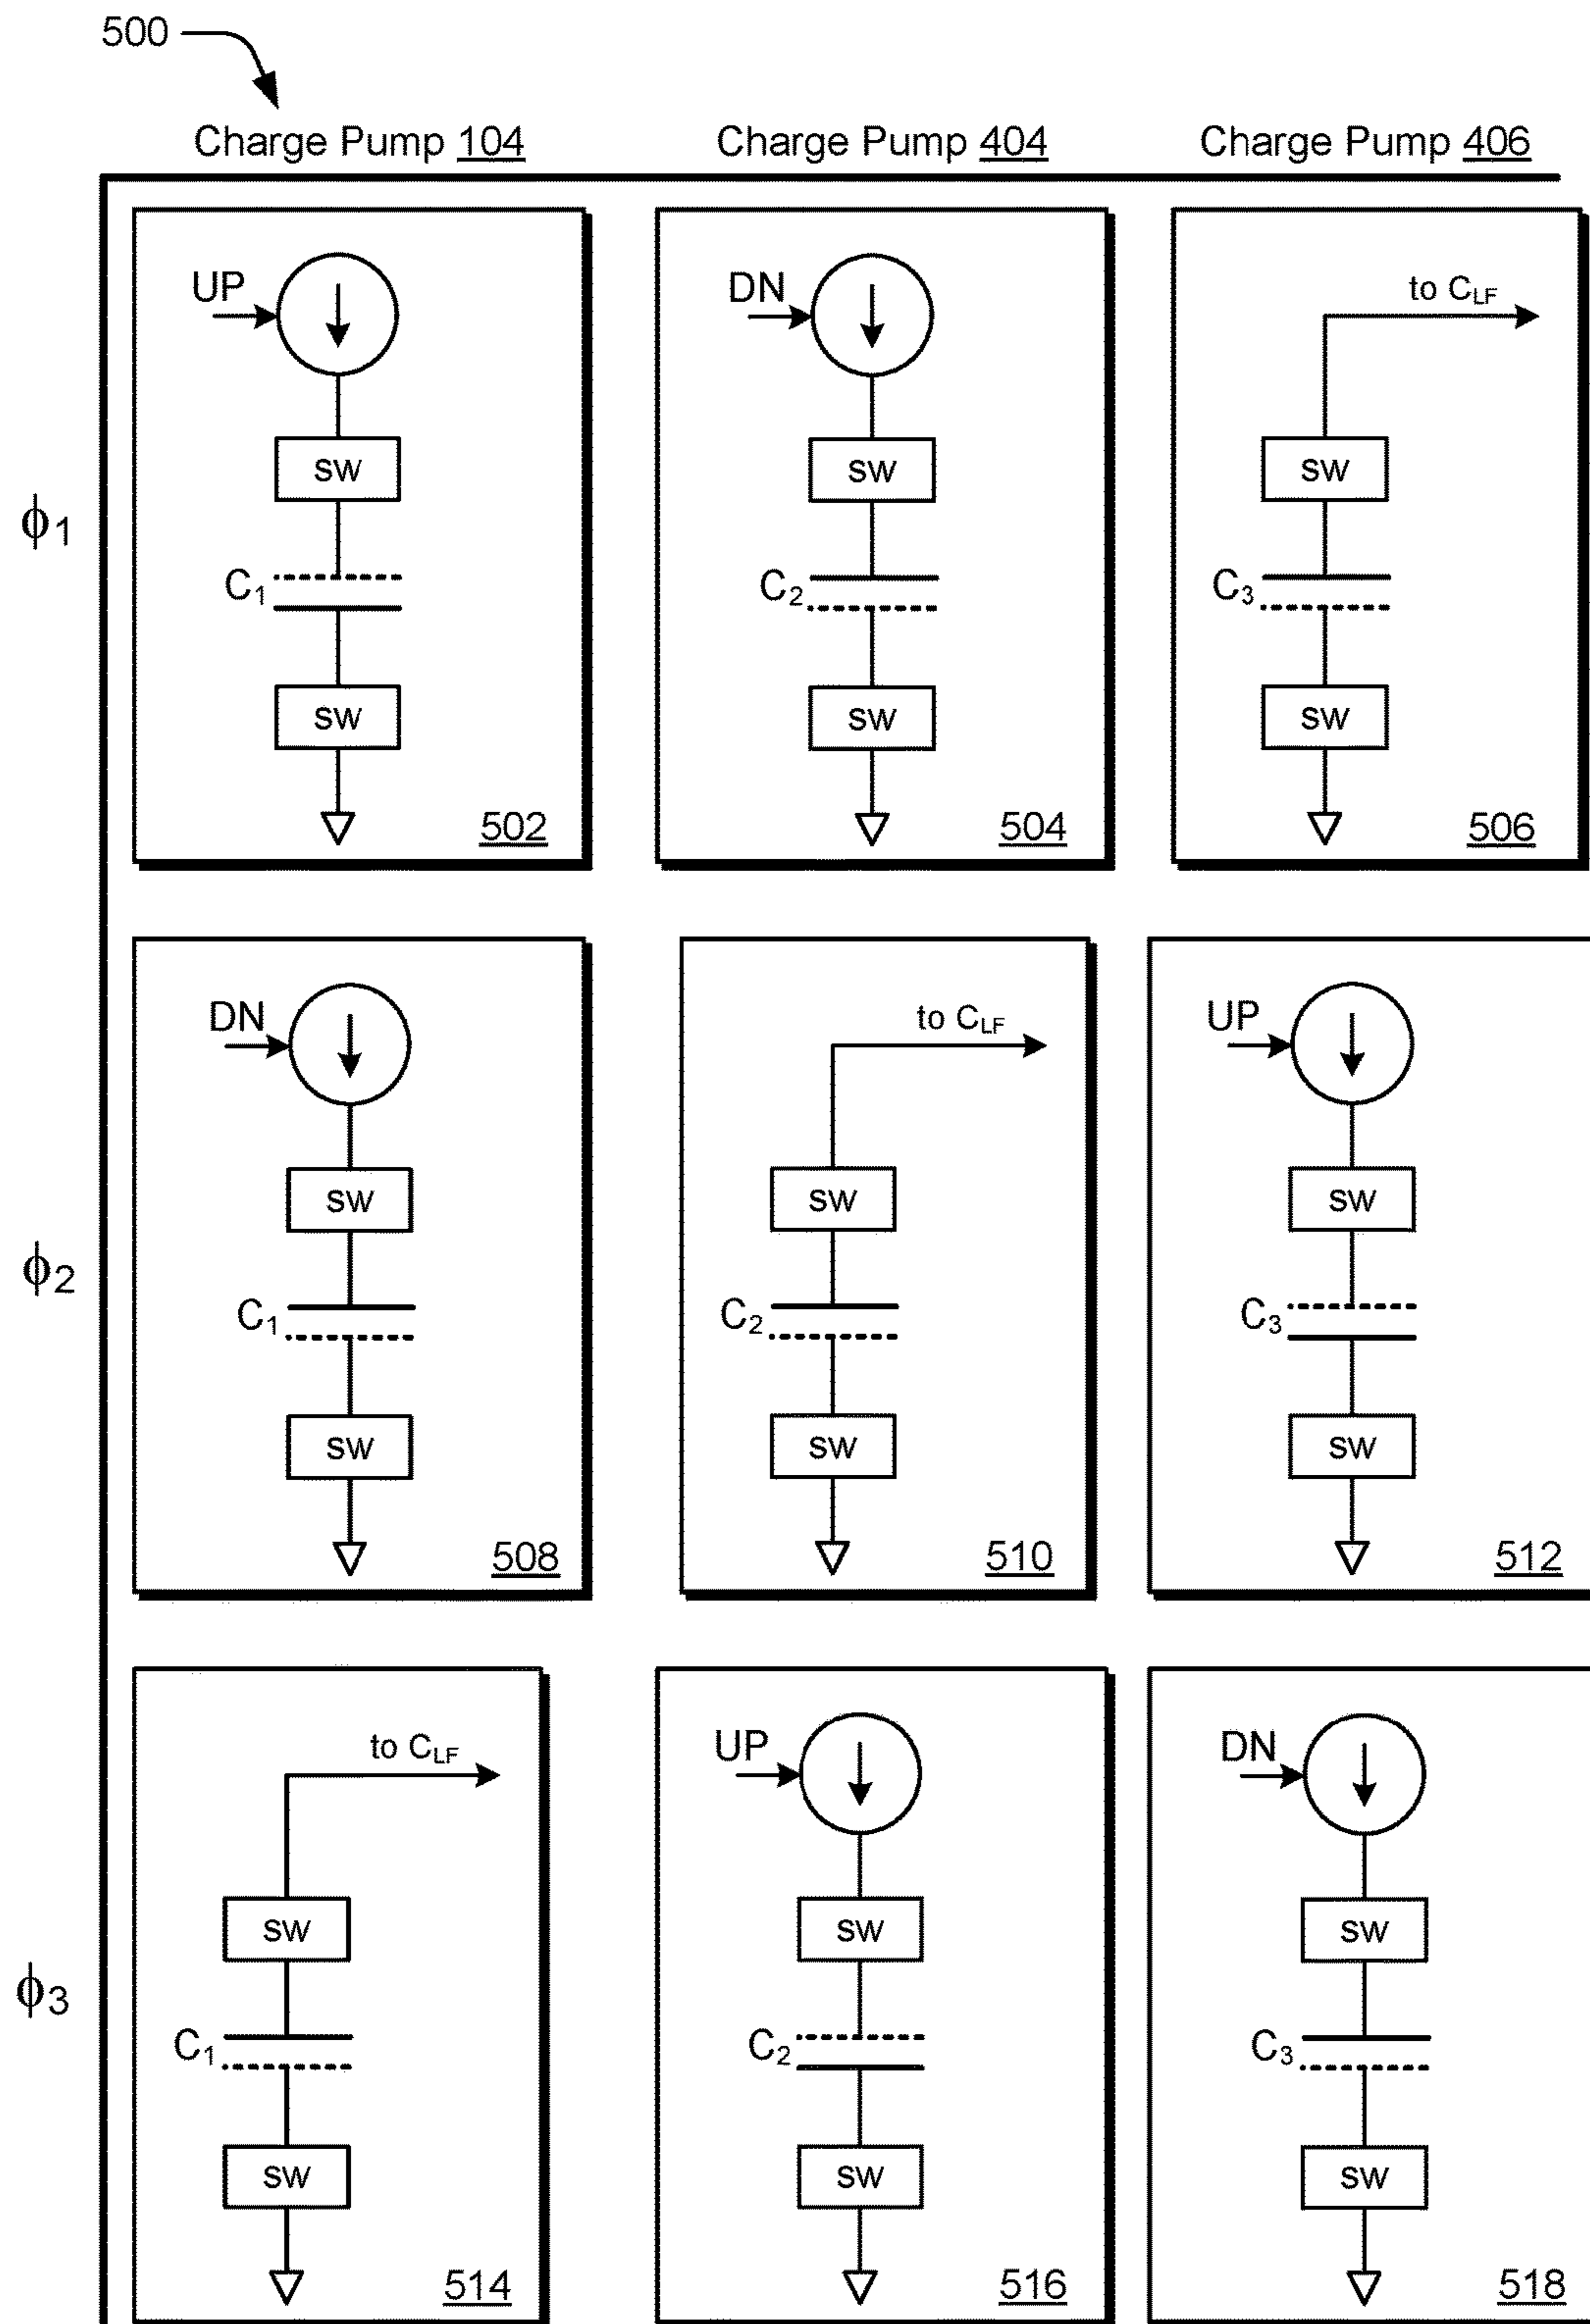 500
Charge Pump 104 Charge Pump 404 Charge Pump 406
ϕ1
UP
SW
C1
SW
502
DN
SW
C2
SW
504
to CLF
SW
C3
SW
506
ϕ2
DN
SW
C1
SW
508
to CLF
SW
C2
SW
510
UP
SW
C3
SW
512
ϕ3
to CLF
SW
C1
SW
514
UP
SW
C2
SW
516
DN
SW
C3
SW
518